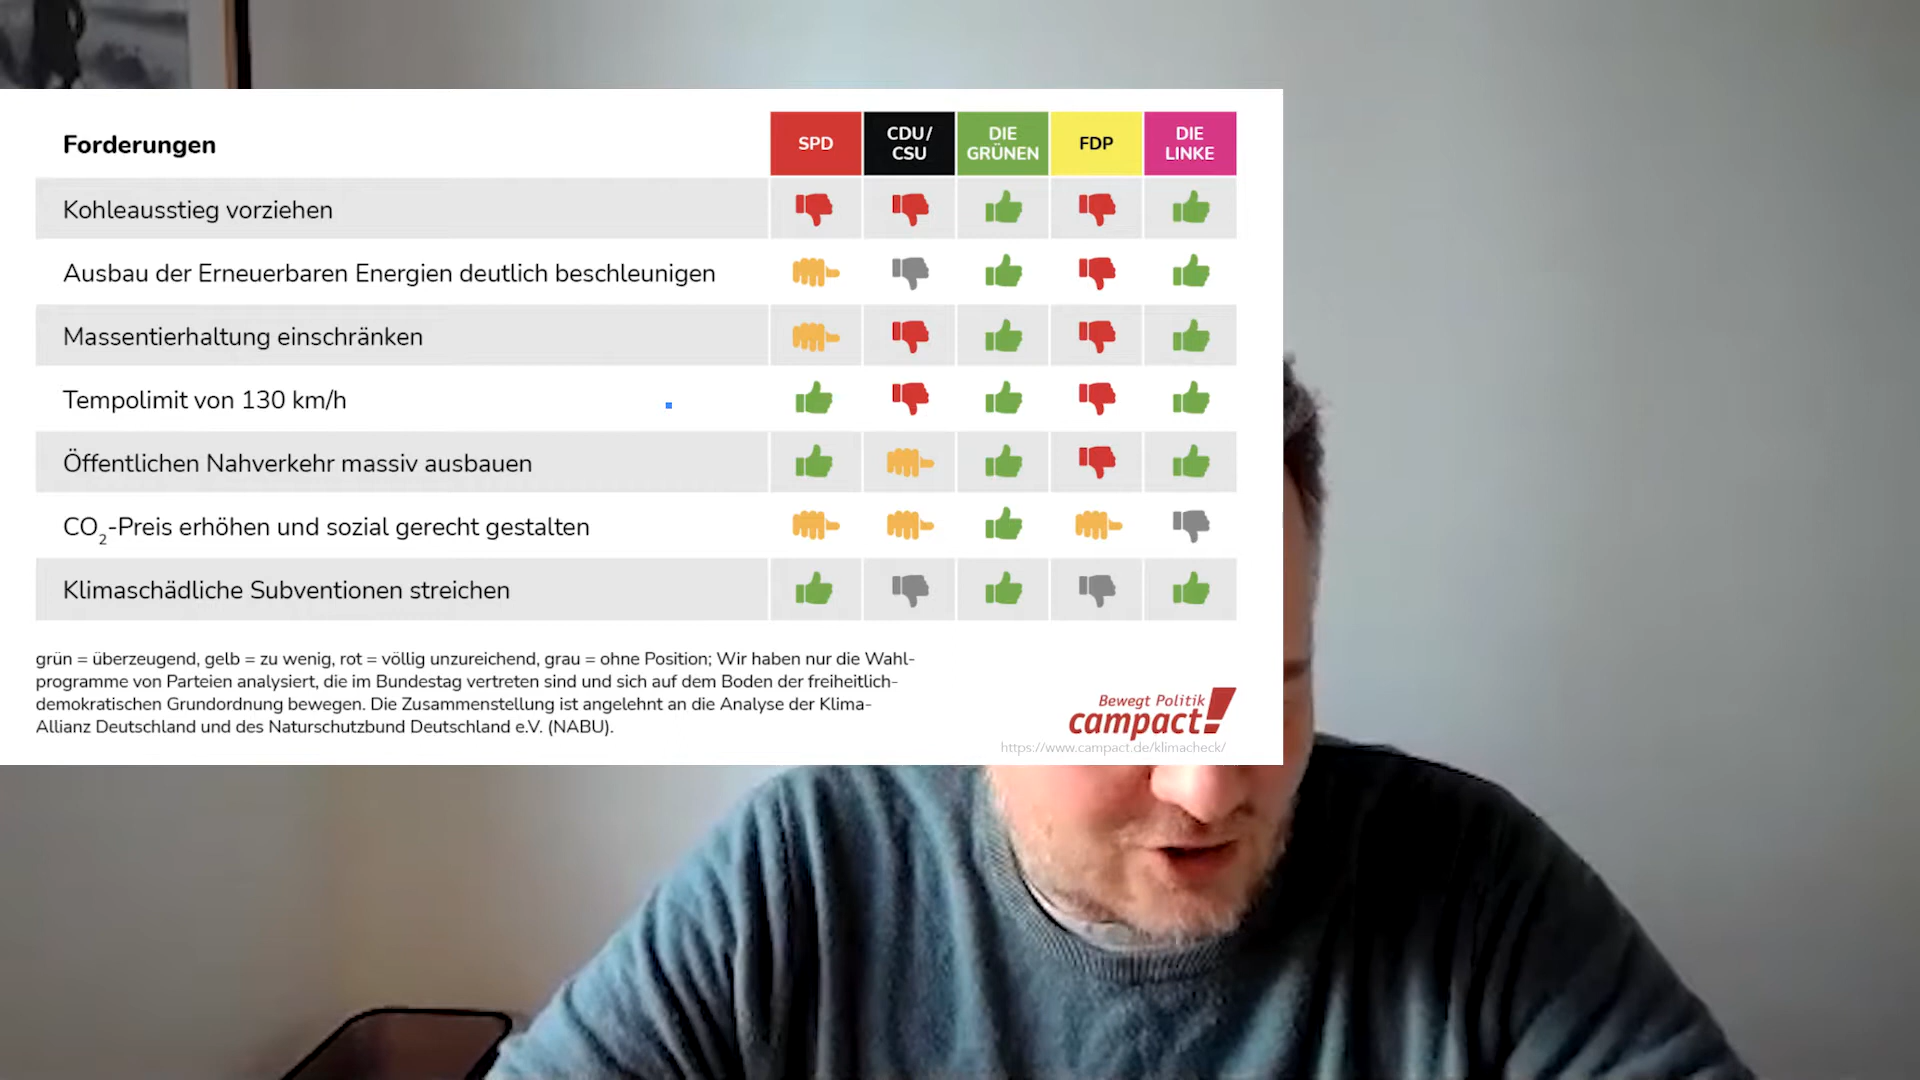 Forderungen
SPD
CDU/
CSU
DIE
GRÜNEN
FDP
DIE
LINKE
Kohleausstieg vorziehen
Ausbau der Erneuerbaren Energien deutlich beschleunigen
Massentierhaltung einschränken
Tempolimit von 130 km/h
Öffentlichen Nahverkehr massiv ausbauen
CO₂-Preis erhöhen und sozial gerecht gestalten
Klimaschädliche Subventionen streichen
grün = überzeugend, gelb = zu wenig, rot = völlig unzureichend, grau = ohne Position; Wir haben nur die Wahl-
programme von Parteien analysiert, die im Bundestag vertreten sind und sich auf dem Boden der freiheitlich-
demokratischen Grundordnung bewegen. Die Zusammenstellung ist angelehnt an die Analyse der Klima-
Allianz Deutschland und des Naturschutzbund Deutschland e.V. (NABU).
Bewegt Politik
campact!
https://www.campact.de/klimacheck/